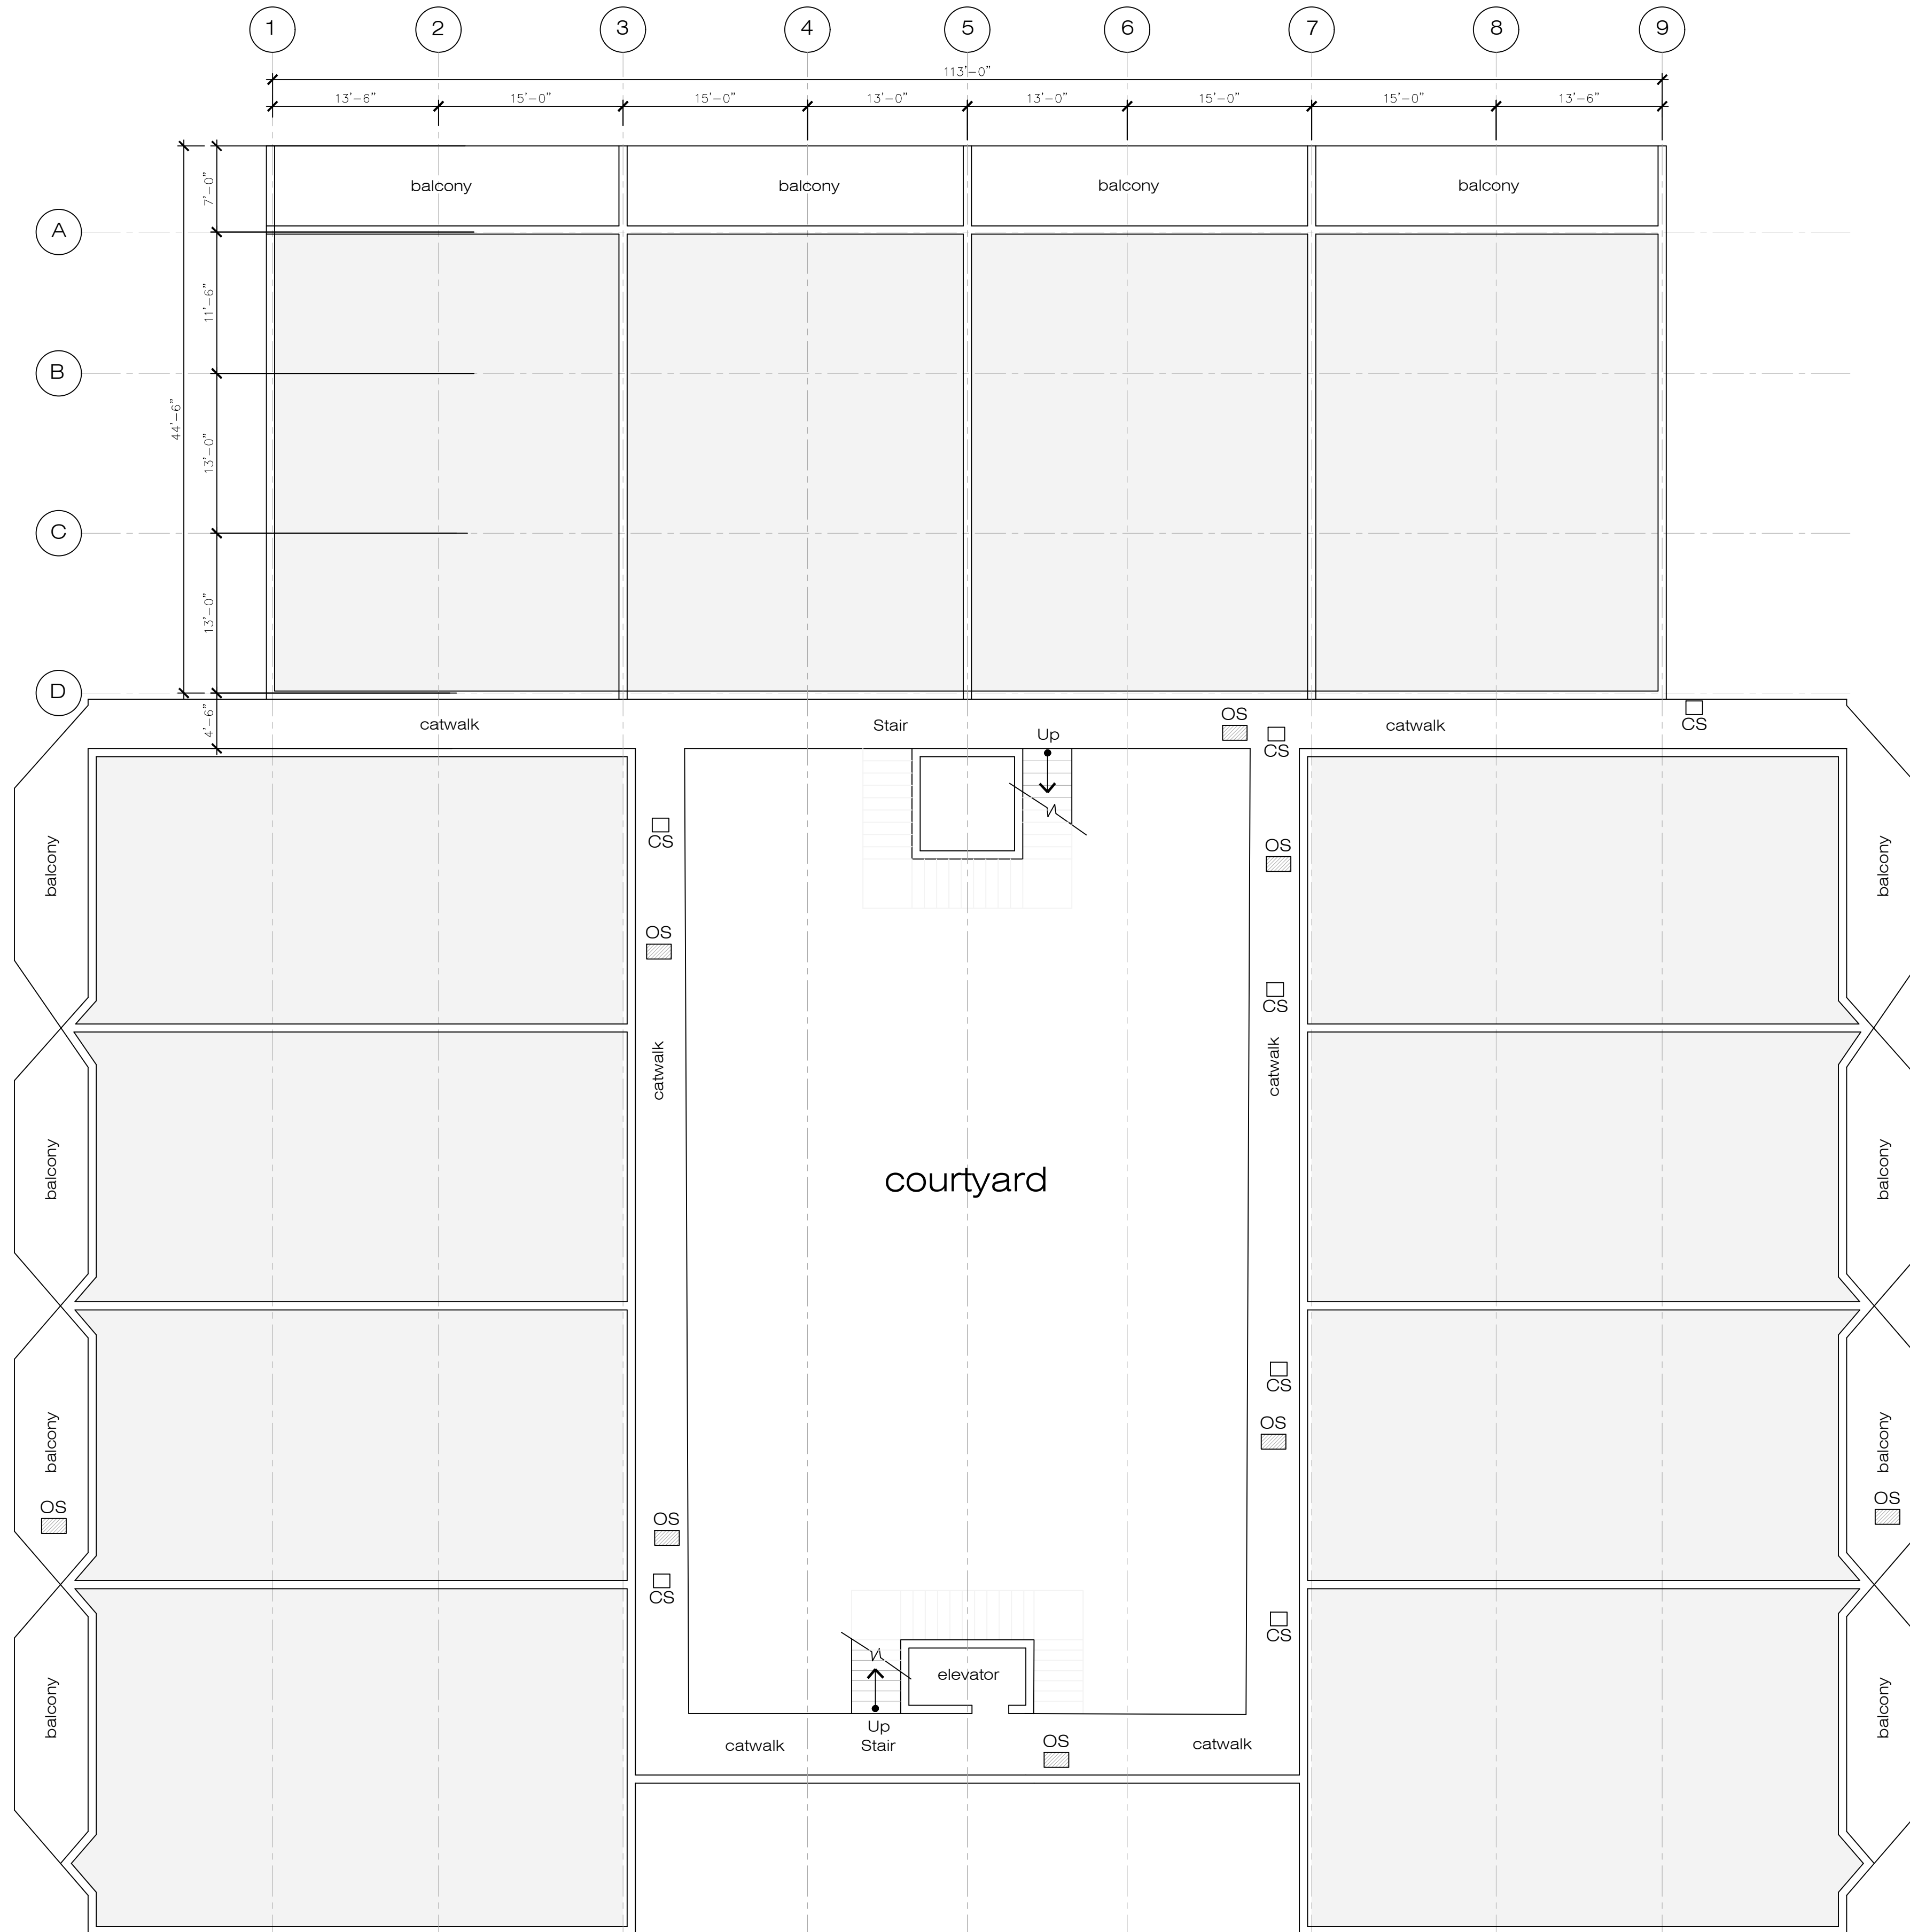 1 2 3 4 5 6 7 8 9
113'-0"
13'-6" 15'-0" 15'-0" 13'-0" 13'-0" 15'-0" 15'-0" 13'-6"
7'-0"
balcony balcony balcony balcony
A
11'-6"
B
44'-6"
13'-0"
C
13'-0"
D
4'-6"
catwalk
Stair
Up
OS
CS
catwalk
CS
balcony
CS
OS
balcony
OS
CS
catwalk
catwalk
courtyard
balcony
balcony
CS
OS
balcony
balcony
OS
OS
OS
CS
CS
elevator
balcony
balcony
Up
Stair
catwalk
OS
catwalk